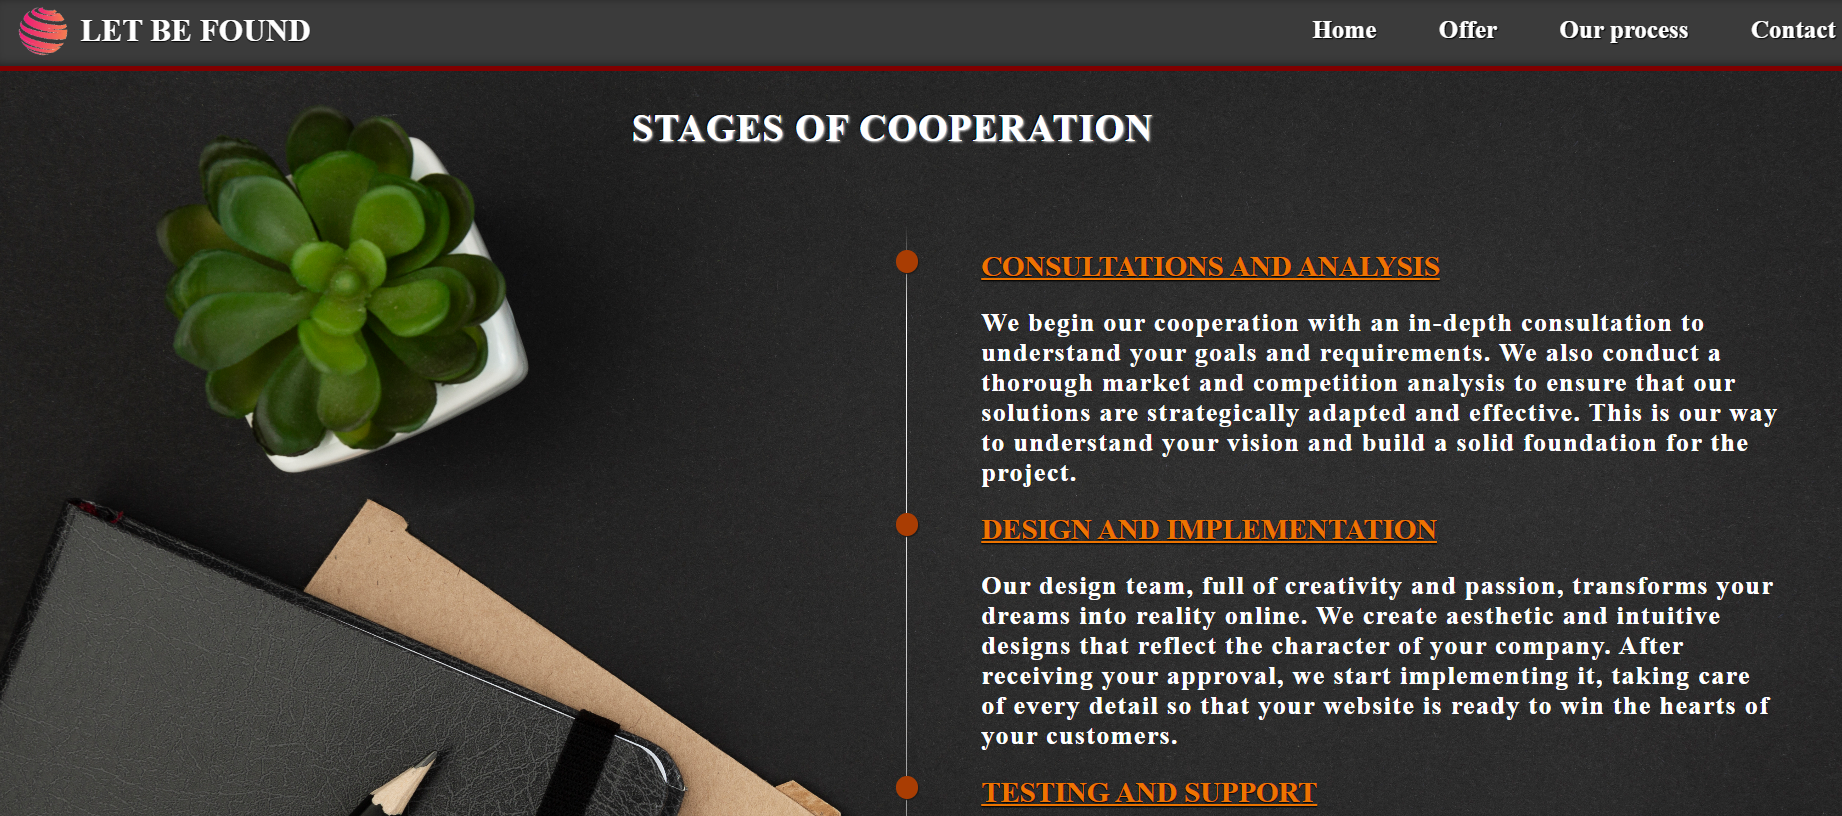 LET BE FOUND
Home
Offer
Our process
Contact
STAGES OF COOPERATION
CONSULTATIONS AND ANALYSIS
We begin our cooperation with an in-depth consultation to
understand your goals and requirements. We also conduct a
thorough market and competition analysis to ensure that our
solutions are strategically adapted and effective. This is our way
to understand your vision and build a solid foundation for the
project.
DESIGN AND IMPLEMENTATION
Our design team, full of creativity and passion, transforms your
dreams into reality online. We create aesthetic and intuitive
designs that reflect the character of your company. After
receiving your approval, we start implementing it, taking care
of every detail so that your website is ready to win the hearts of
your customers.
TESTING AND SUPPORT